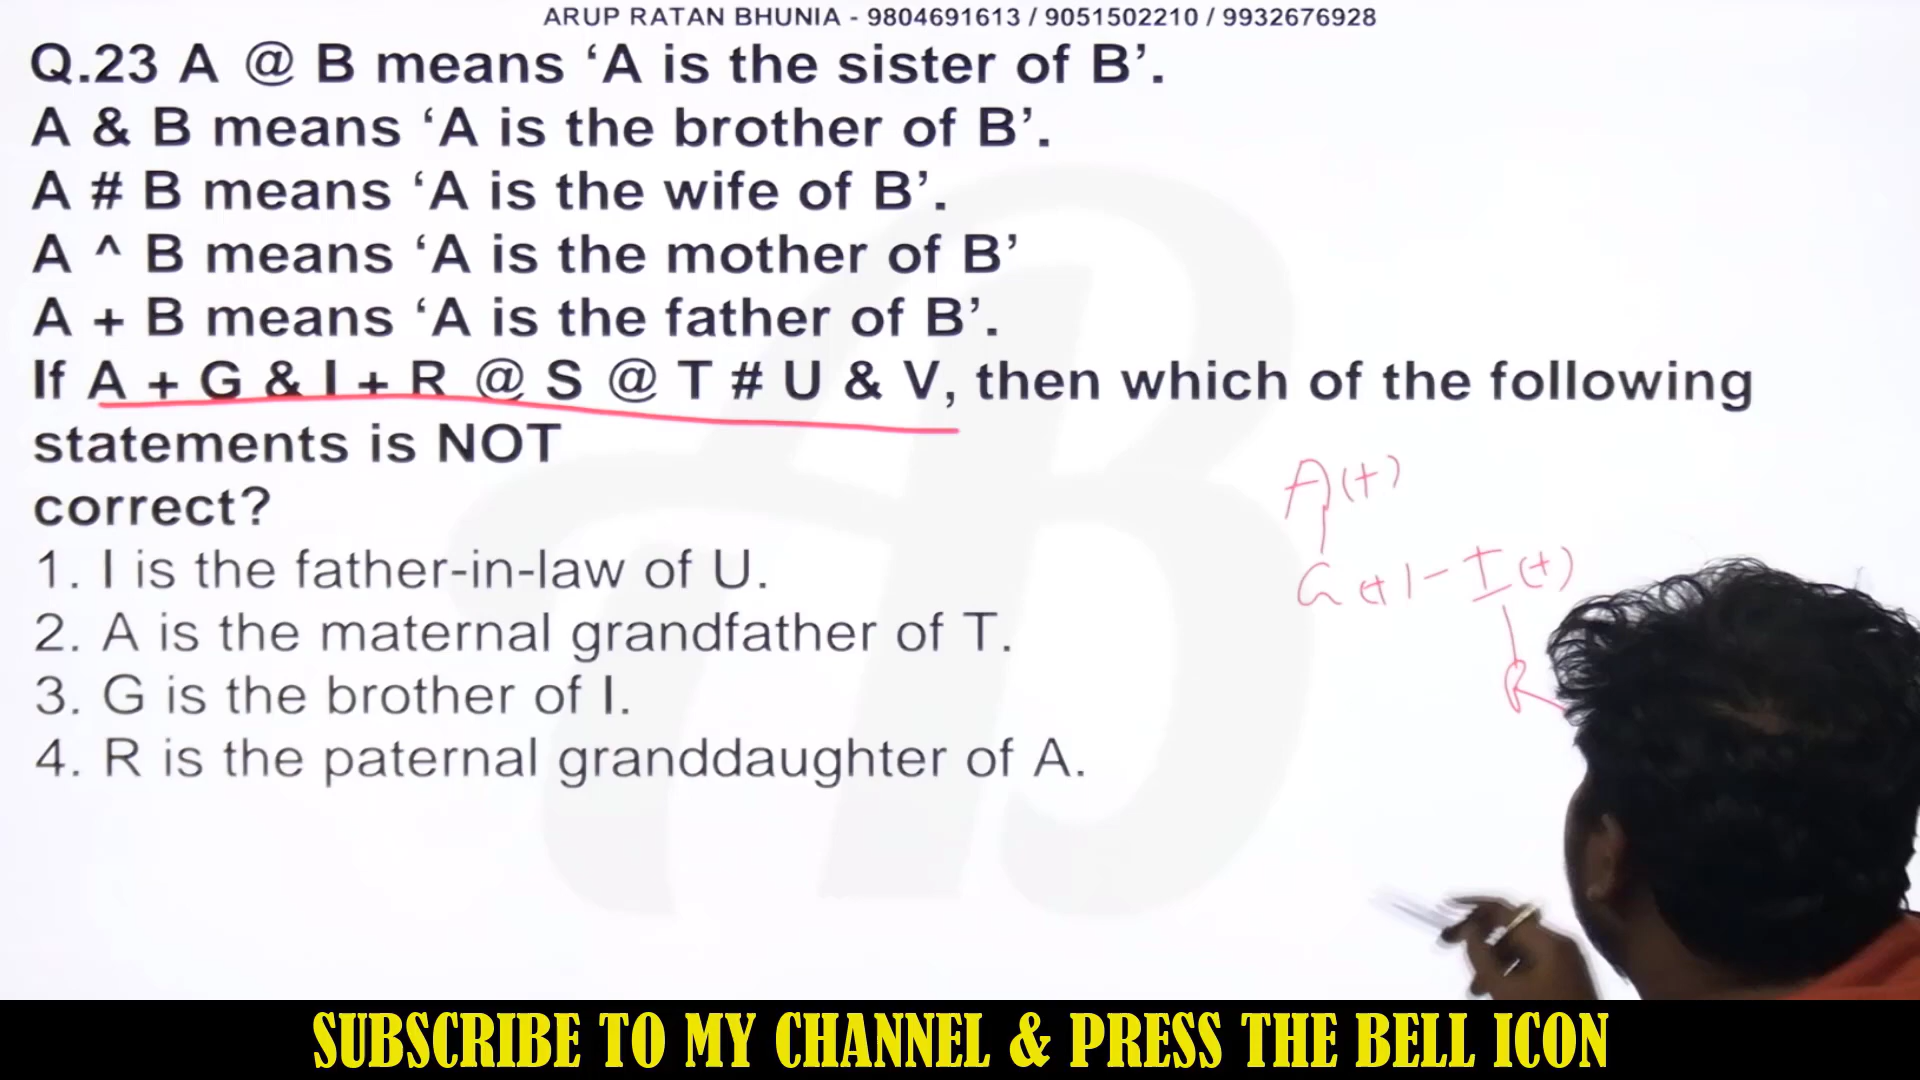 ARUP RATAN BHUNIA - 9804691613 / 9051502210 / 9932676928
Q.23 A @ B means ‘A is the sister of B’.
A & B means ‘A is the brother of B’.
A # B means ‘A is the wife of B’.
A ^ B means ‘A is the mother of B’
A + B means ‘A is the father of B’.
If A + G & I + R @ S @ T # U & V, then which of the following
statements is NOT
correct?
1. I is the father-in-law of U.
2. A is the maternal grandfather of T.
3. G is the brother of I.
4. R is the paternal granddaughter of A.
A (+)
G (+) - I (+)
R
SUBSCRIBE TO MY CHANNEL & PRESS THE BELL ICON